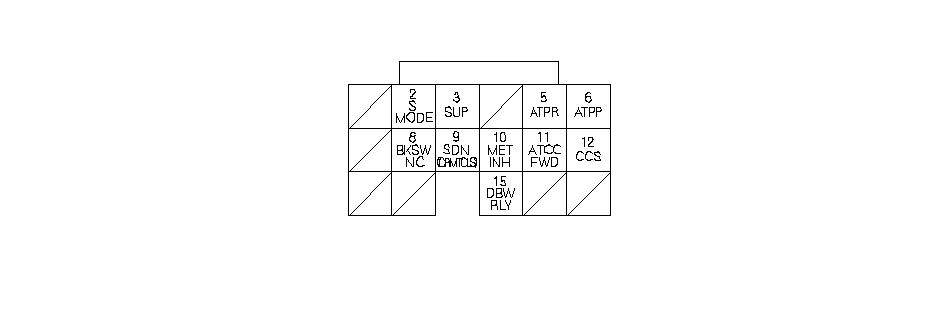 2
S
MODE
3
SUP
5
ATPR
6
ATPP
8
BKSW
NC
9
SDN
10
MET
INH
11
ATCC
FWD
12
CCS
15
DBW
RLY